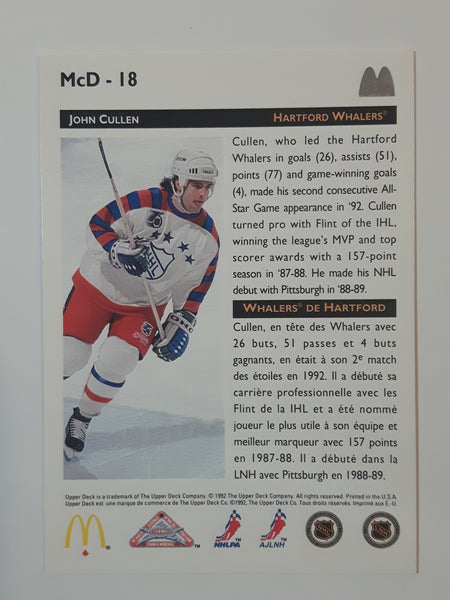 McD - 18
JOHN CULLEN HARTFORD WHALERS®
Cullen, who led the Hartford
Whalers in goals (26), assists (51),
points (77) and game-winning goals
(4), made his second consecutive All-
Star Game appearance in '92. Cullen
turned pro with Flint of the IHL,
winning the league's MVP and top
scorer awards with a 157-point
season in '87-88. He made his NHL
debut with Pittsburgh in '88-89.
WHALERS® DE HARTFORD
Cullen, en tête des Whalers avec
26 buts, 51 passes et 4 buts
gagnants, en était à son 2e match
des étoiles en 1992. Il a débuté sa
carrière professionnelle avec les
Flint de la IHL et a été nommé
joueur le plus utile à son équipe et
meilleur marqueur avec 157 points
en 1987-88. Il a débuté dans la
LNH avec Pittsburgh en 1988-89.
Upper Deck is a trademark of The Upper Deck Company. © 1992 The Upper Deck Company. All rights reserved. Printed in the U.S.A.
Upper Deck est une marque de commerce de The Upper Deck Co. ©1992, The Upper Deck Co. Tous droits réservés. Imprimé aux É.-U.
NHLPA™ AJLNH™